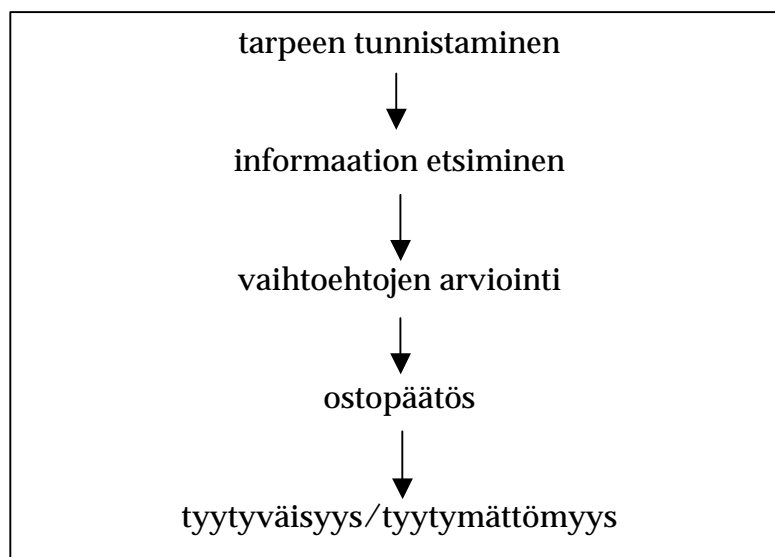 tarpeen tunnistaminen
informaation etsiminen
vaihtoehtojen arviointi
ostopäätös
tyytyväisyys/tyytymättömyys